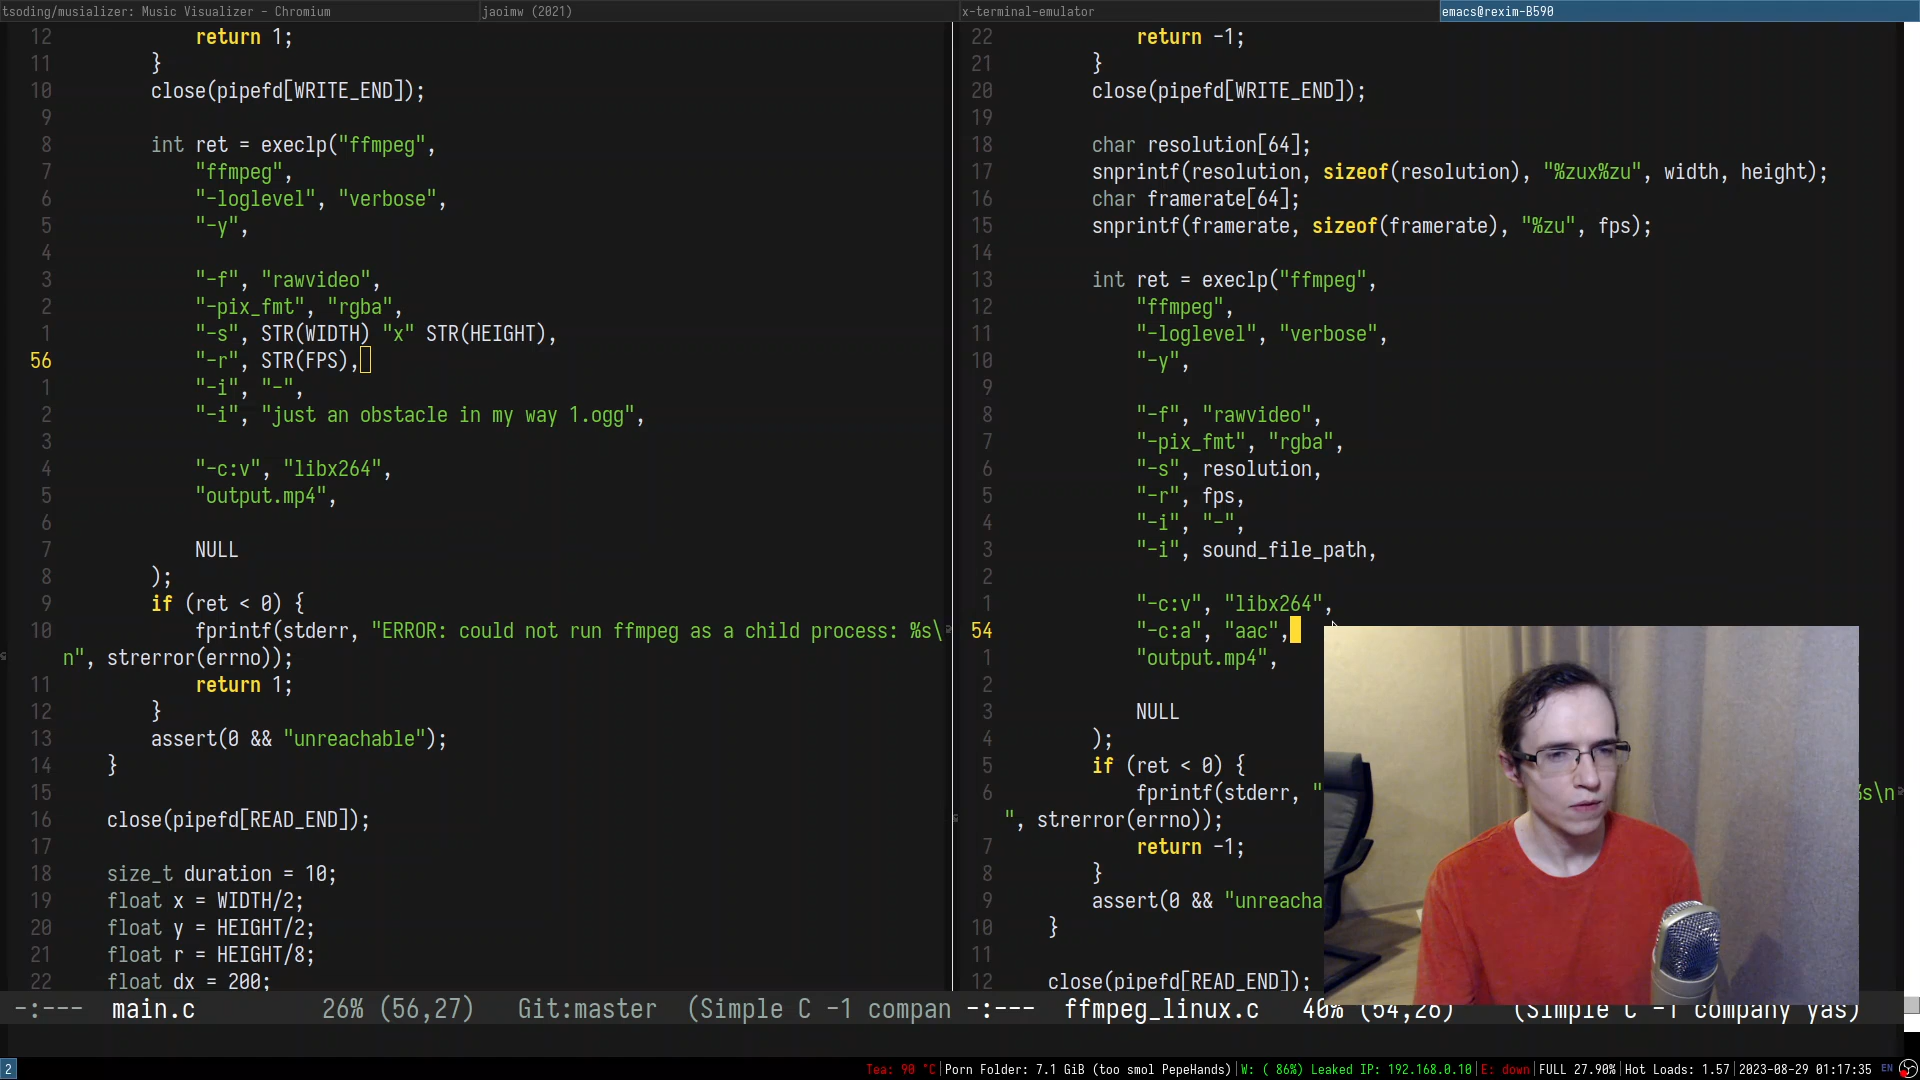 tsoding/musializer: Music Visualizer - Chromium
jaoimw (2021)
x-terminal-emulator
emacs@rexim-B590
12 return 1;
11 }
10 close(pipefd[WRITE_END]);
9
8 int ret = execlp("ffmpeg",
7 "ffmpeg",
6 "-loglevel", "verbose",
5 "-y",
4
3 "-f", "rawvideo",
2 "-pix_fmt", "rgba",
1 "-s", STR(WIDTH) "x" STR(HEIGHT),
56 "-r", STR(FPS),
1 "-i", "-",
2 "-i", "just an obstacle in my way 1.ogg",
3
4 "-c:v", "libx264",
5 "output.mp4",
6
7 NULL
8 );
9 if (ret < 0) {
10 fprintf(stderr, "ERROR: could not run ffmpeg as a child process: %s\
n", strerror(errno));
11 return 1;
12 }
13 assert(0 && "unreachable");
14 }
15
16 close(pipefd[READ_END]);
17
18 size_t duration = 10;
19 float x = WIDTH/2;
20 float y = HEIGHT/2;
21 float r = HEIGHT/8;
22 float dx = 200;
-:--- main.c 26% (56,27) Git:master (Simple C -1 compan
22 return -1;
21 }
20 close(pipefd[WRITE_END]);
19
18 char resolution[64];
17 snprintf(resolution, sizeof(resolution), "%zux%zu", width, height);
16 char framerate[64];
15 snprintf(framerate, sizeof(framerate), "%zu", fps);
14
13 int ret = execlp("ffmpeg",
12 "ffmpeg",
11 "-loglevel", "verbose",
10 "-y",
9
8 "-f", "rawvideo",
7 "-pix_fmt", "rgba",
6 "-s", resolution,
5 "-r", fps,
4 "-i", "-",
3 "-i", sound_file_path,
2
1 "-c:v", "libx264",
54 "-c:a", "aac",
1 "output.mp4",
2
3 NULL
4 );
5 if (ret < 0) {
6 fprintf(stderr, " %s\n
", strerror(errno));
7 return -1;
8 }
9 assert(0 && "unreacha
10 }
11
12 close(pipefd[READ_END]);
-:--- ffmpeg_linux.c 40% (54,26) (Simple C -1 company yas)
2
Tea: 90 °C|Porn Folder: 7.1 GiB (too smol PepeHands)|W: ( 86%) Leaked IP: 192.168.0.10|E: down|FULL 27.90%|Hot Loads: 1.57|2023-08-29 01:17:35 EN